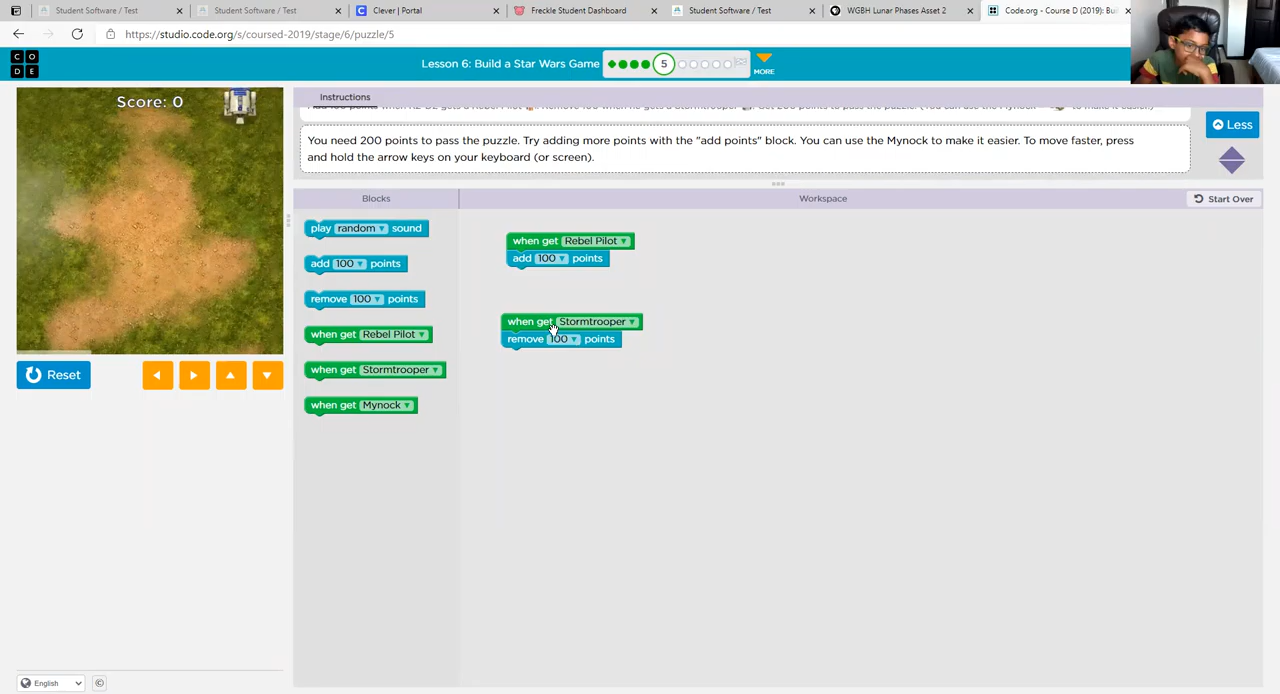 Student Software / Test
Student Software / Test
Clever | Portal
Freckle Student Dashboard
Student Software / Test
WGBH Lunar Phases Asset 2
Code.org - Course D (2019): Bui
https://studio.code.org/s/coursed-2019/stage/6/puzzle/5
C O
D E
Lesson 6: Build a Star Wars Game
5
MORE
Score: 0
Instructions
You need 200 points to pass the puzzle. Try adding more points with the "add points" block. You can use the Mynock to make it easier. To move faster, press
and hold the arrow keys on your keyboard (or screen).
Less
Blocks
Workspace
Start Over
play random sound
add 100 points
remove 100 points
when get Rebel Pilot
when get Stormtrooper
when get Mynock
when get Rebel Pilot
add 100 points
when get Stormtrooper
remove 100 points
Reset
English
©